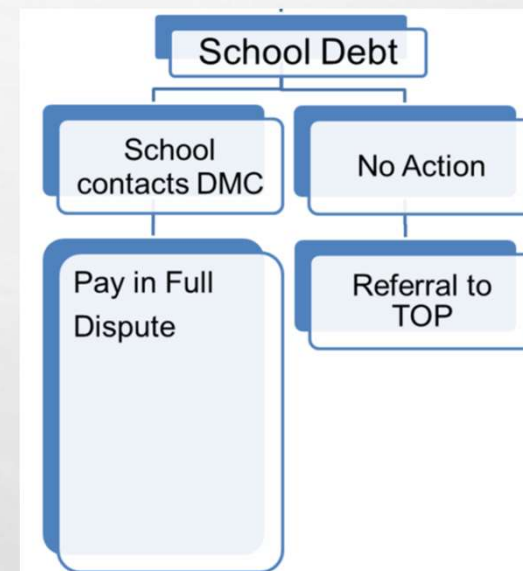 School Debt
School
contacts DMC
No Action
Pay in Full
Dispute
Referral to
TOP